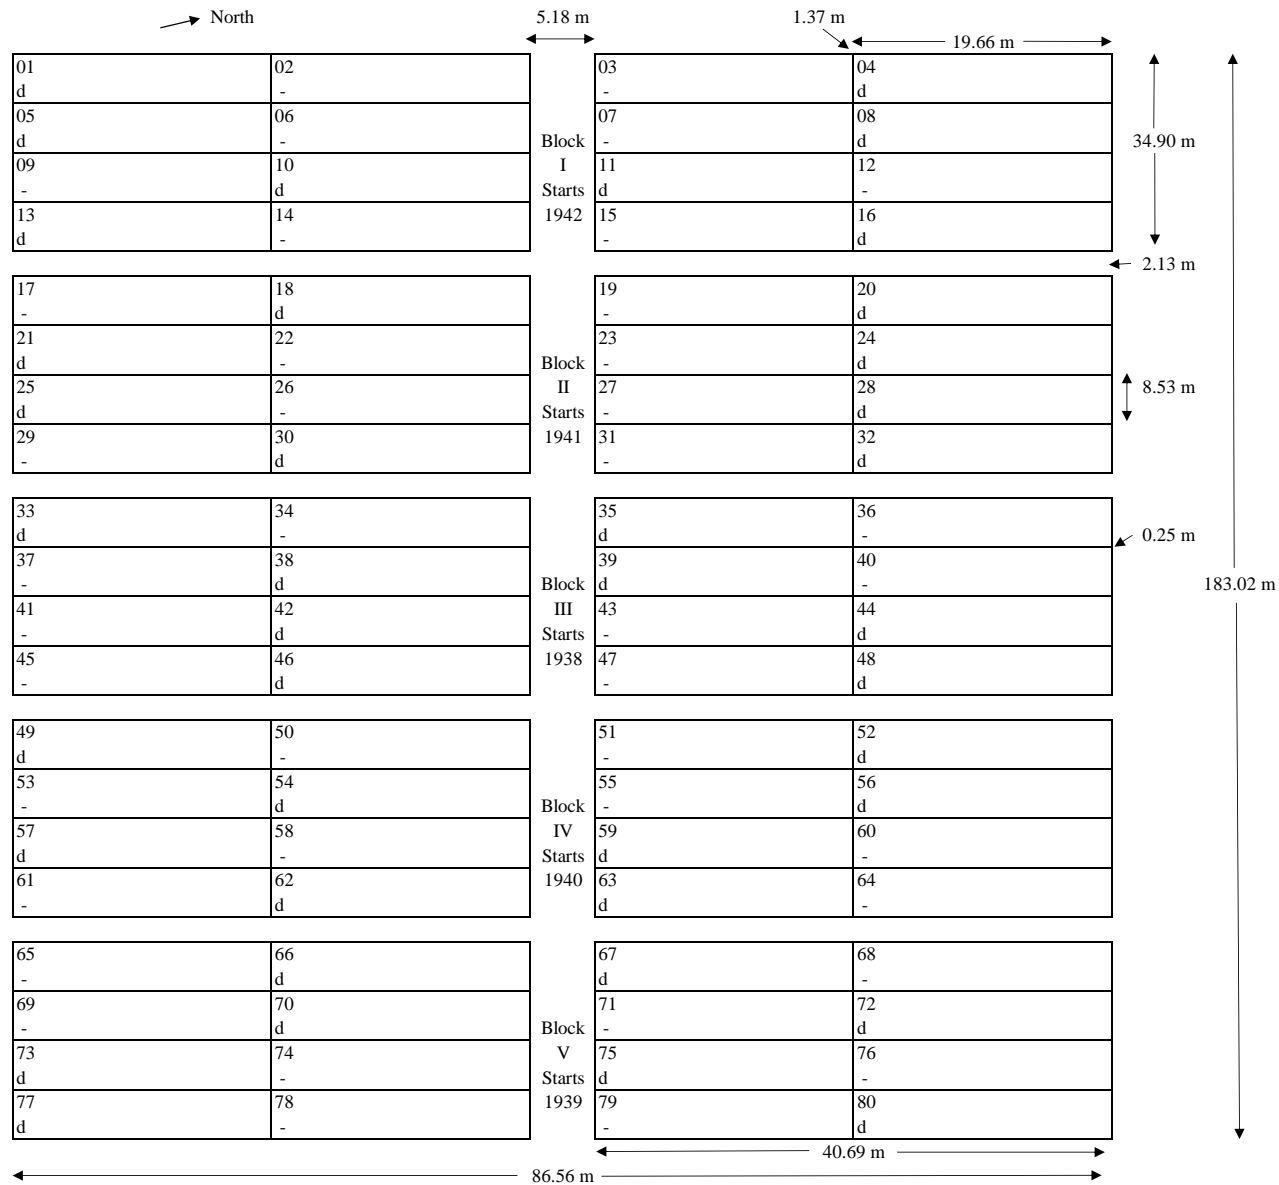 North 5.18 m 1.37 m
19.66 m
01 02 03 04
d - - d
05 06 07 08
d - Block - d 34.90 m
09 10 I 11 12
- d Starts d -
13 14 1942 15 16
d - - d
2.13 m
17 18 19 20
- d - d
21 22 23 24
d - Block - d
25 26 II 27 28 8.53 m
d - Starts - d
29 30 1941 31 32
- d - d
33 34 35 36
d - d - 0.25 m
37 38 39 40
- d Block d - 183.02 m
41 42 III 43 44
- d Starts - d
45 46 1938 47 48
- d - d
49 50 51 52
d - - d
53 54 55 56
- d Block - d
57 58 IV 59 60
d - Starts d -
61 62 1940 63 64
- d d -
65 66 67 68
- d d -
69 70 71 72
- d Block - d
73 74 V 75 76
d - Starts d -
77 78 1939 79 80
d - - d
40.69 m
86.56 m